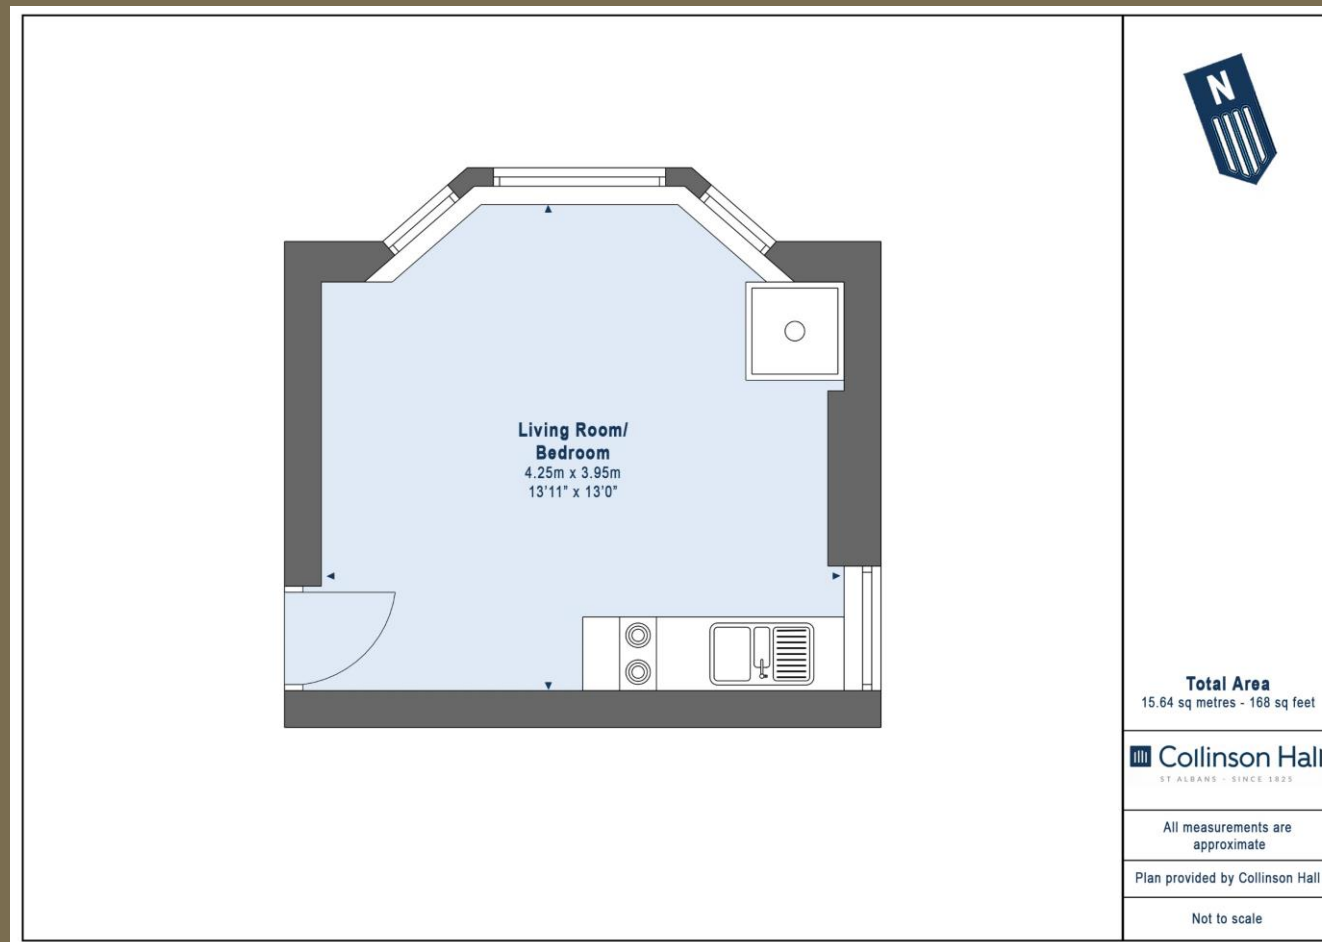 N
Living Room/
Bedroom
4.25m x 3.95m
13'11" x 13'0"
Total Area
15.64 sq metres - 168 sq feet
Collinson Hall
ST ALBANS - SINCE 1825
All measurements are
approximate
Plan provided by Collinson Hall
Not to scale